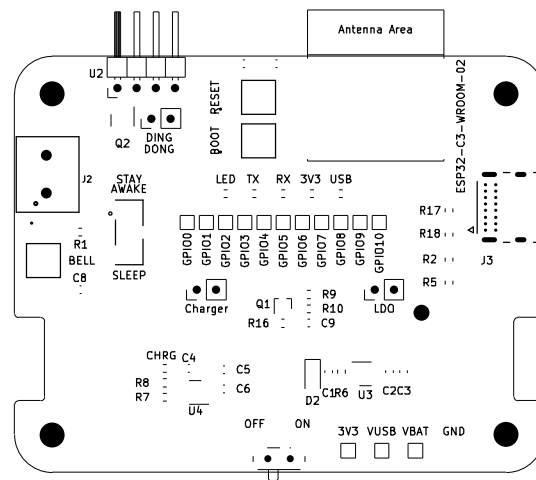 Antenna Area
U2
RESET
BOOT
ESP32-C3-WROOM-02
Q2
DING
DONG
J2
STAY
AWAKE
LED TX RX 3V3 USB
R17
R18
R1
BELL
C8
SLEEP
GPIO0
GPIO1
GPIO2
GPIO3
GPIO4
GPIO5
GPIO6
GPIO7
GPIO8
GPIO9
GPIO10
R2
J3
R5
Charger
Q1
R9
R10
R16
C9
LDO
CHRG
C4
C5
R8
C6
R7
U4
D2
C1
R6
U3
C2
C3
OFF ON
3V3 VUSB VBAT GND